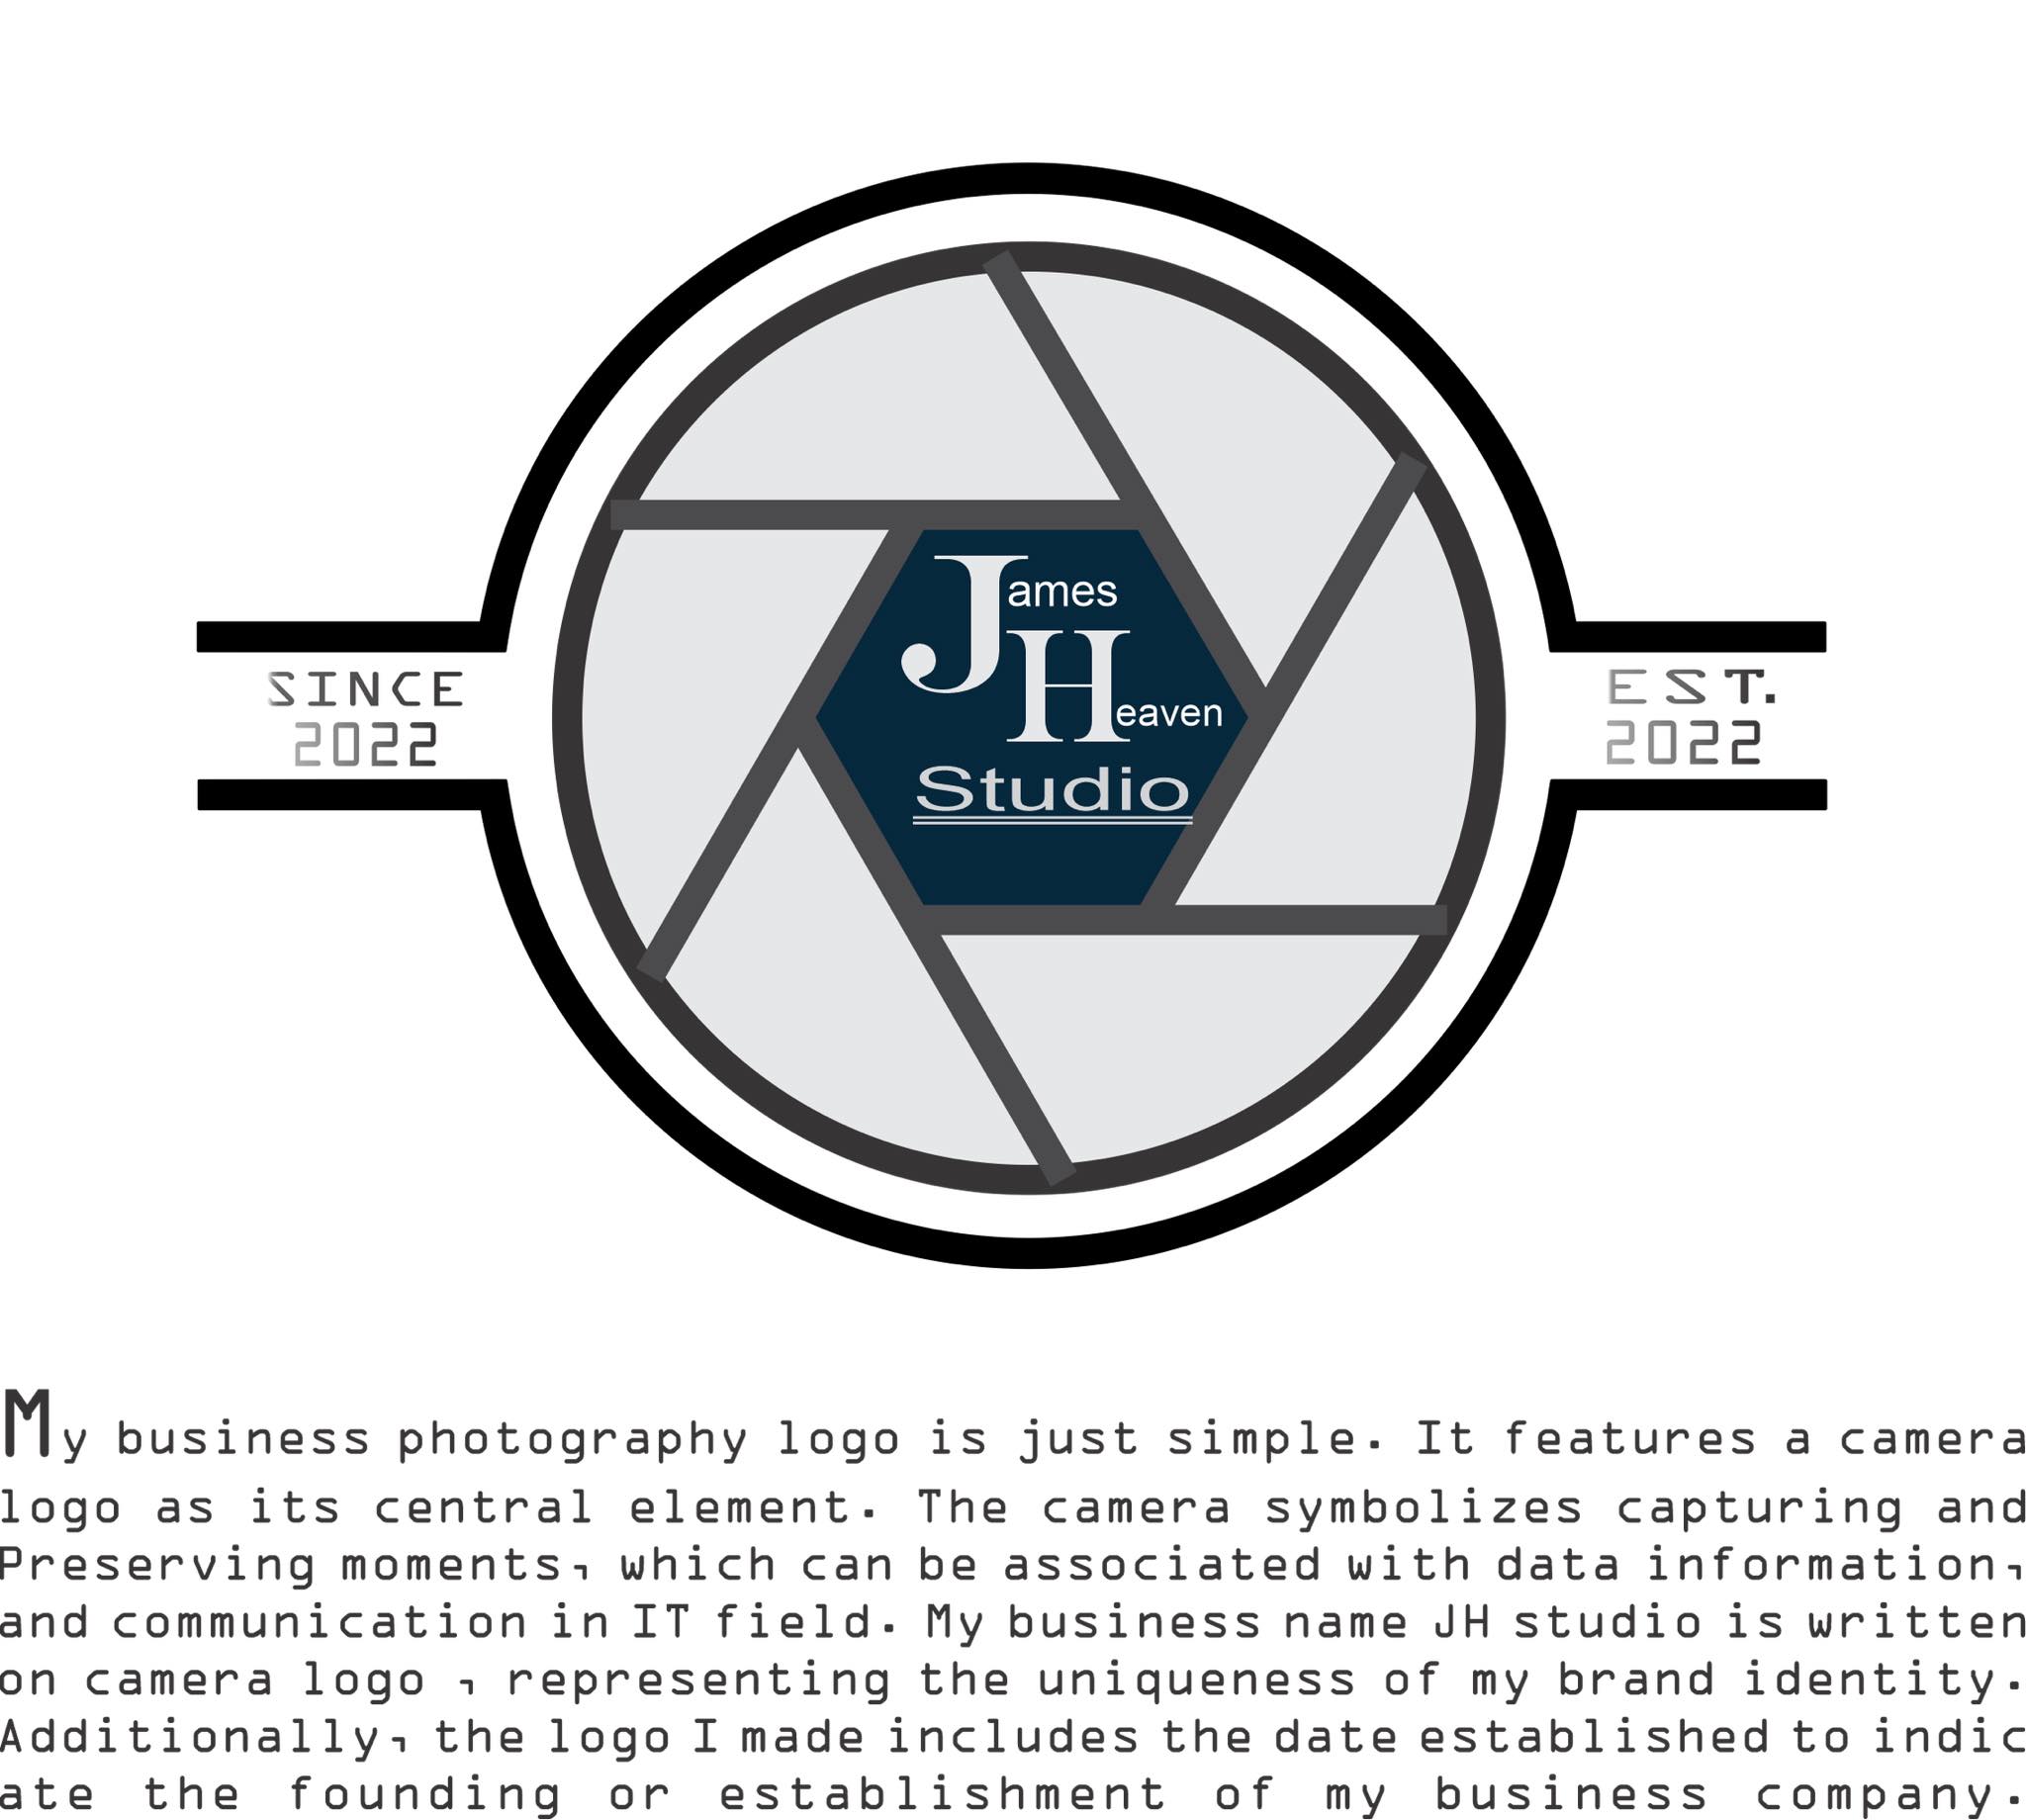 James
Heaven
Studio
SINCE
2022
EST.
2022
My business photography logo is just simple. It features a camera
logo as its central element. The camera symbolizes capturing and
Preserving moments, which can be associated with data information,
and communication in IT field. My business name JH studio is written
on camera logo , representing the uniqueness of my brand identity.
Additionally, the logo I made includes the date established to indic
ate the founding or establishment of my business company.